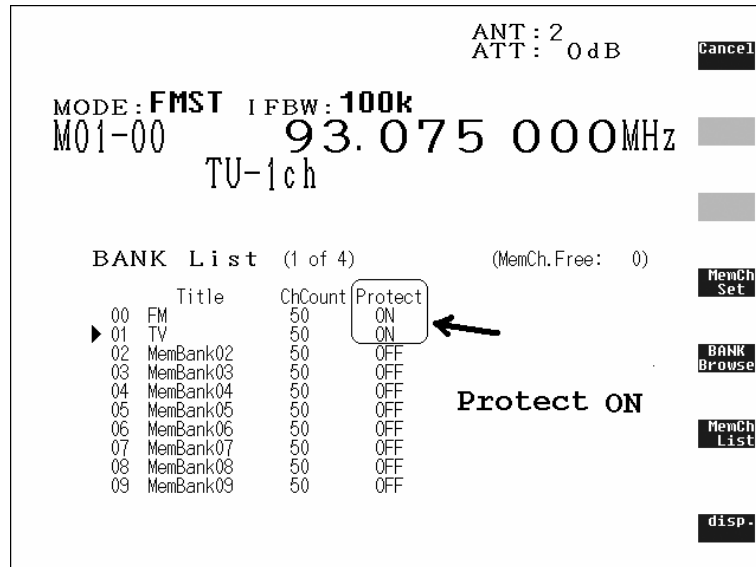 ANT:2
ATT: 0dB
Cancel
MODE:FMST IFBW:100k
M01-00 93.075 000MHz
TV-1ch
BANK List (1 of 4) (MemCh.Free: 0)
MemCh
Set
Title ChCount Protect
00 FM 50 ON
01 TV 50 ON
02 MemBank02 50 OFF
03 MemBank03 50 OFF
04 MemBank04 50 OFF
05 MemBank05 50 OFF
06 MemBank06 50 OFF
07 MemBank07 50 OFF
08 MemBank08 50 OFF
09 MemBank09 50 OFF
BANK
Browse
Protect ON
MemCh
List
disp.